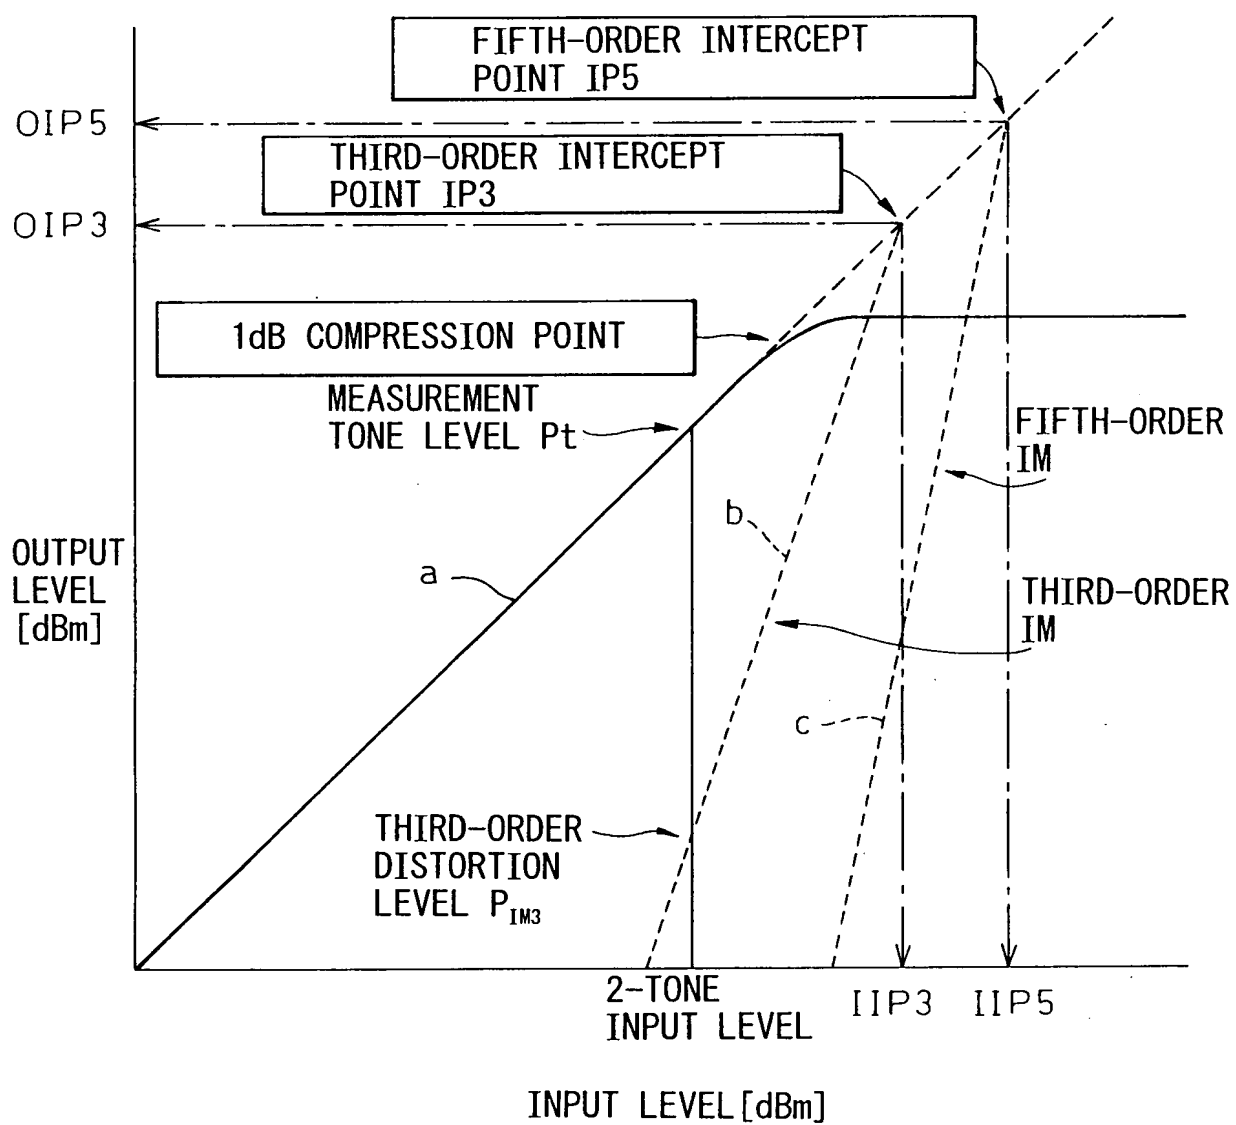 FIFTH-ORDER INTERCEPT
POINT IP5
OIP5
THIRD-ORDER INTERCEPT
POINT IP3
OIP3
1dB COMPRESSION POINT
MEASUREMENT
TONE LEVEL Pt
FIFTH-ORDER
IM
b
OUTPUT
LEVEL
[dBm]
a
THIRD-ORDER
IM
c
THIRD-ORDER
DISTORTION
LEVEL PIM3
2-TONE
INPUT LEVEL
IIP3
IIP5
INPUT LEVEL[dBm]